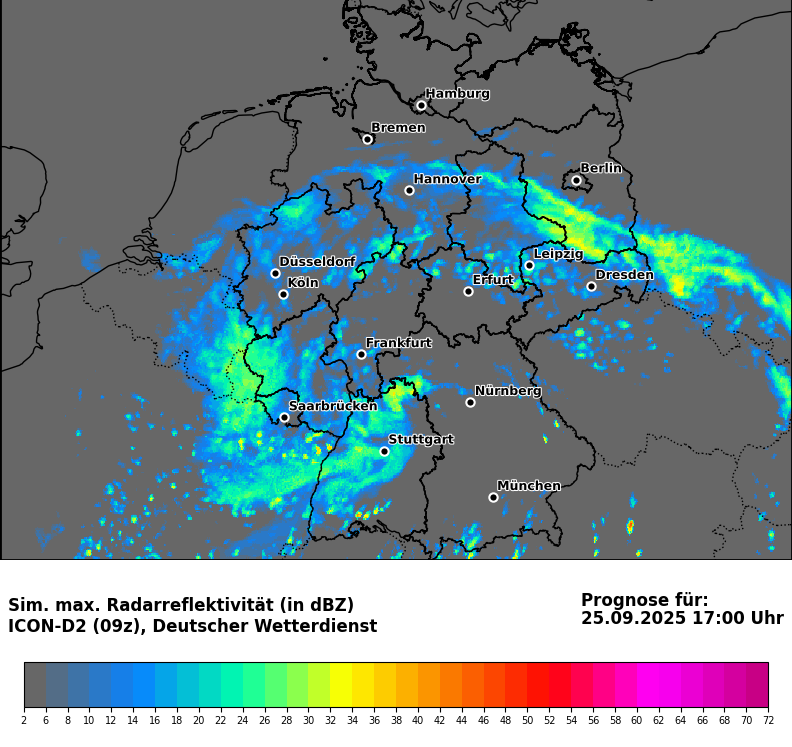 Hamburg
Bremen
Berlin
Hannover
Leipzig
Düsseldorf
Dresden
Köln
Erfurt
Frankfurt
Nürnberg
Saarbrücken
Stuttgart
München
Sim. max. Radarreflektivität (in dBZ)
ICON-D2 (09z), Deutscher Wetterdienst
Prognose für:
25.09.2025 17:00 Uhr
2 6 8 10 12 14 16 18 20 22 24 26 28 30 32 34 36 38 40 42 44 46 48 50 52 54 56 58 60 62 64 66 68 70 72